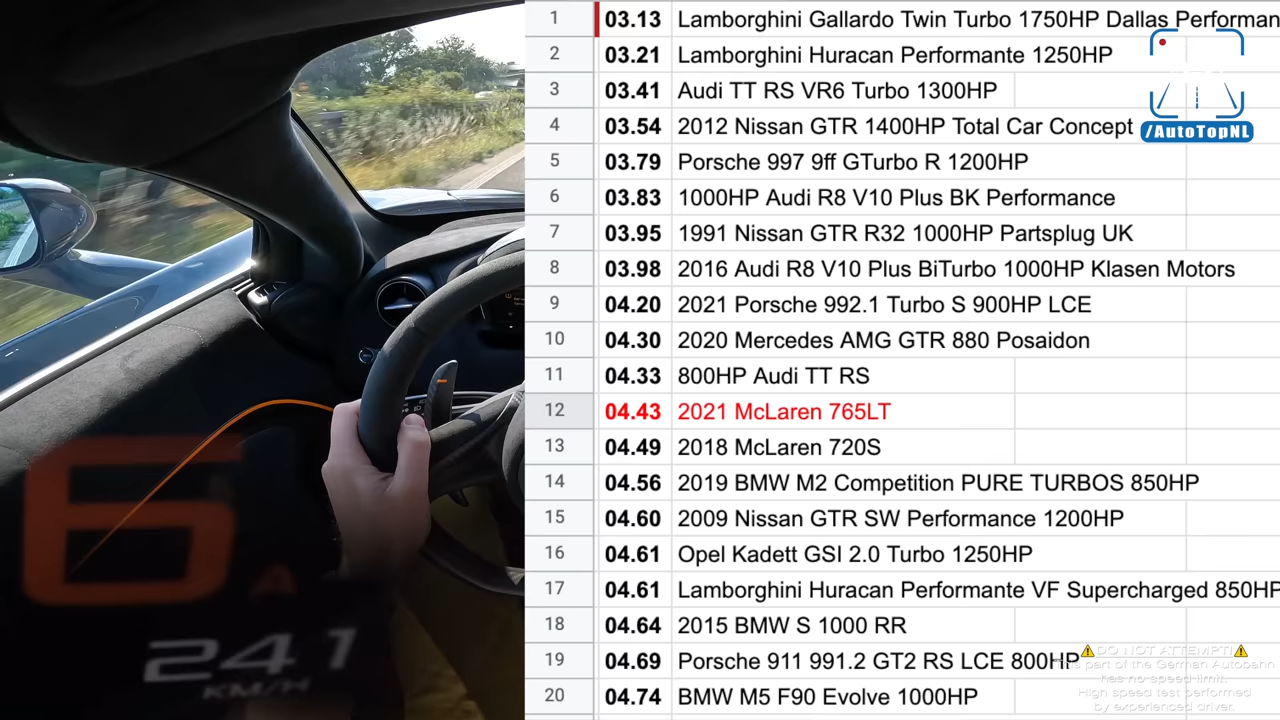 1 03.13 Lamborghini Gallardo Twin Turbo 1750HP Dallas Performan
2 03.21 Lamborghini Huracan Performante 1250HP
3 03.41 Audi TT RS VR6 Turbo 1300HP
4 03.54 2012 Nissan GTR 1400HP Total Car Concept
/AutoTopNL
5 03.79 Porsche 997 9ff GTurbo R 1200HP
6 03.83 1000HP Audi R8 V10 Plus BK Performance
7 03.95 1991 Nissan GTR R32 1000HP Partsplug UK
8 03.98 2016 Audi R8 V10 Plus BiTurbo 1000HP Klasen Motors
9 04.20 2021 Porsche 992.1 Turbo S 900HP LCE
10 04.30 2020 Mercedes AMG GTR 880 Posaidon
11 04.33 800HP Audi TT RS
12 04.43 2021 McLaren 765LT
13 04.49 2018 McLaren 720S
14 04.56 2019 BMW M2 Competition PURE TURBOS 850HP
15 04.60 2009 Nissan GTR SW Performance 1200HP
16 04.61 Opel Kadett GSI 2.0 Turbo 1250HP
17 04.61 Lamborghini Huracan Performante VF Supercharged 850HP
18 04.64 2015 BMW S 1000 RR
19 04.69 Porsche 911 991.2 GT2 RS LCE 800HP
20 04.74 BMW M5 F90 Evolve 1000HP
6 A
241
KM/H
DO NOT ATTEMPT!
This part of the German Autobahn
has no speed limit.
High speed test performed
by experienced driver.